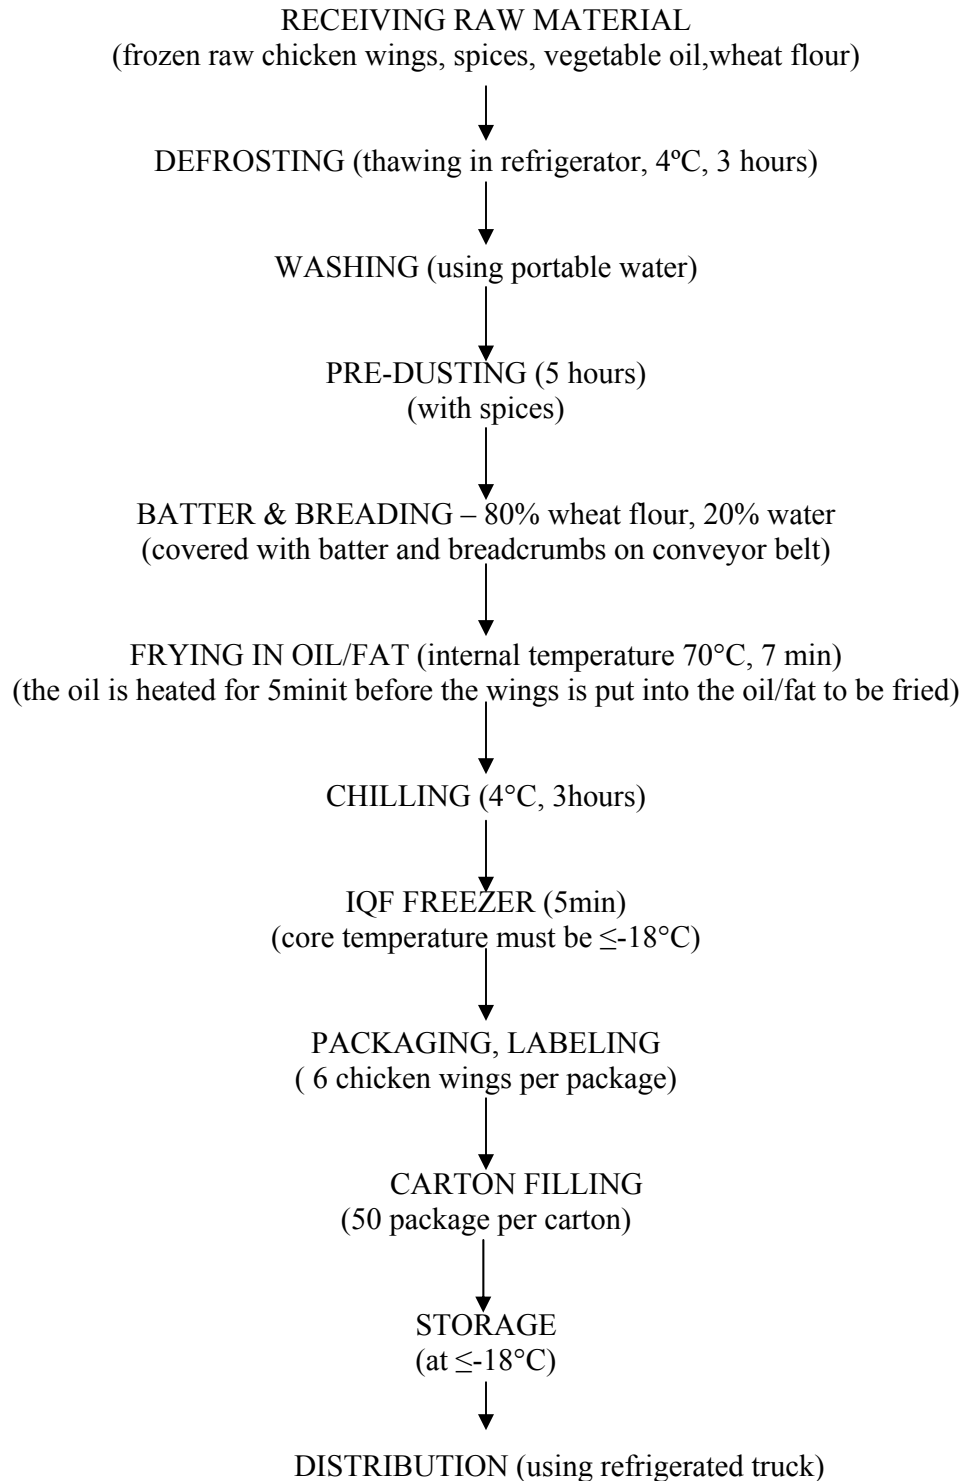 RECEIVING RAW MATERIAL
(frozen raw chicken wings, spices, vegetable oil,wheat flour)
DEFROSTING (thawing in refrigerator, 4ºC, 3 hours)
WASHING (using portable water)
PRE-DUSTING (5 hours)
(with spices)
BATTER & BREADING – 80% wheat flour, 20% water
(covered with batter and breadcrumbs on conveyor belt)
FRYING IN OIL/FAT (internal temperature 70°C, 7 min)
(the oil is heated for 5minit before the wings is put into the oil/fat to be fried)
CHILLING (4°C, 3hours)
IQF FREEZER (5min)
(core temperature must be ≤-18°C)
PACKAGING, LABELING
( 6 chicken wings per package)
CARTON FILLING
(50 package per carton)
STORAGE
(at ≤-18°C)
DISTRIBUTION (using refrigerated truck)